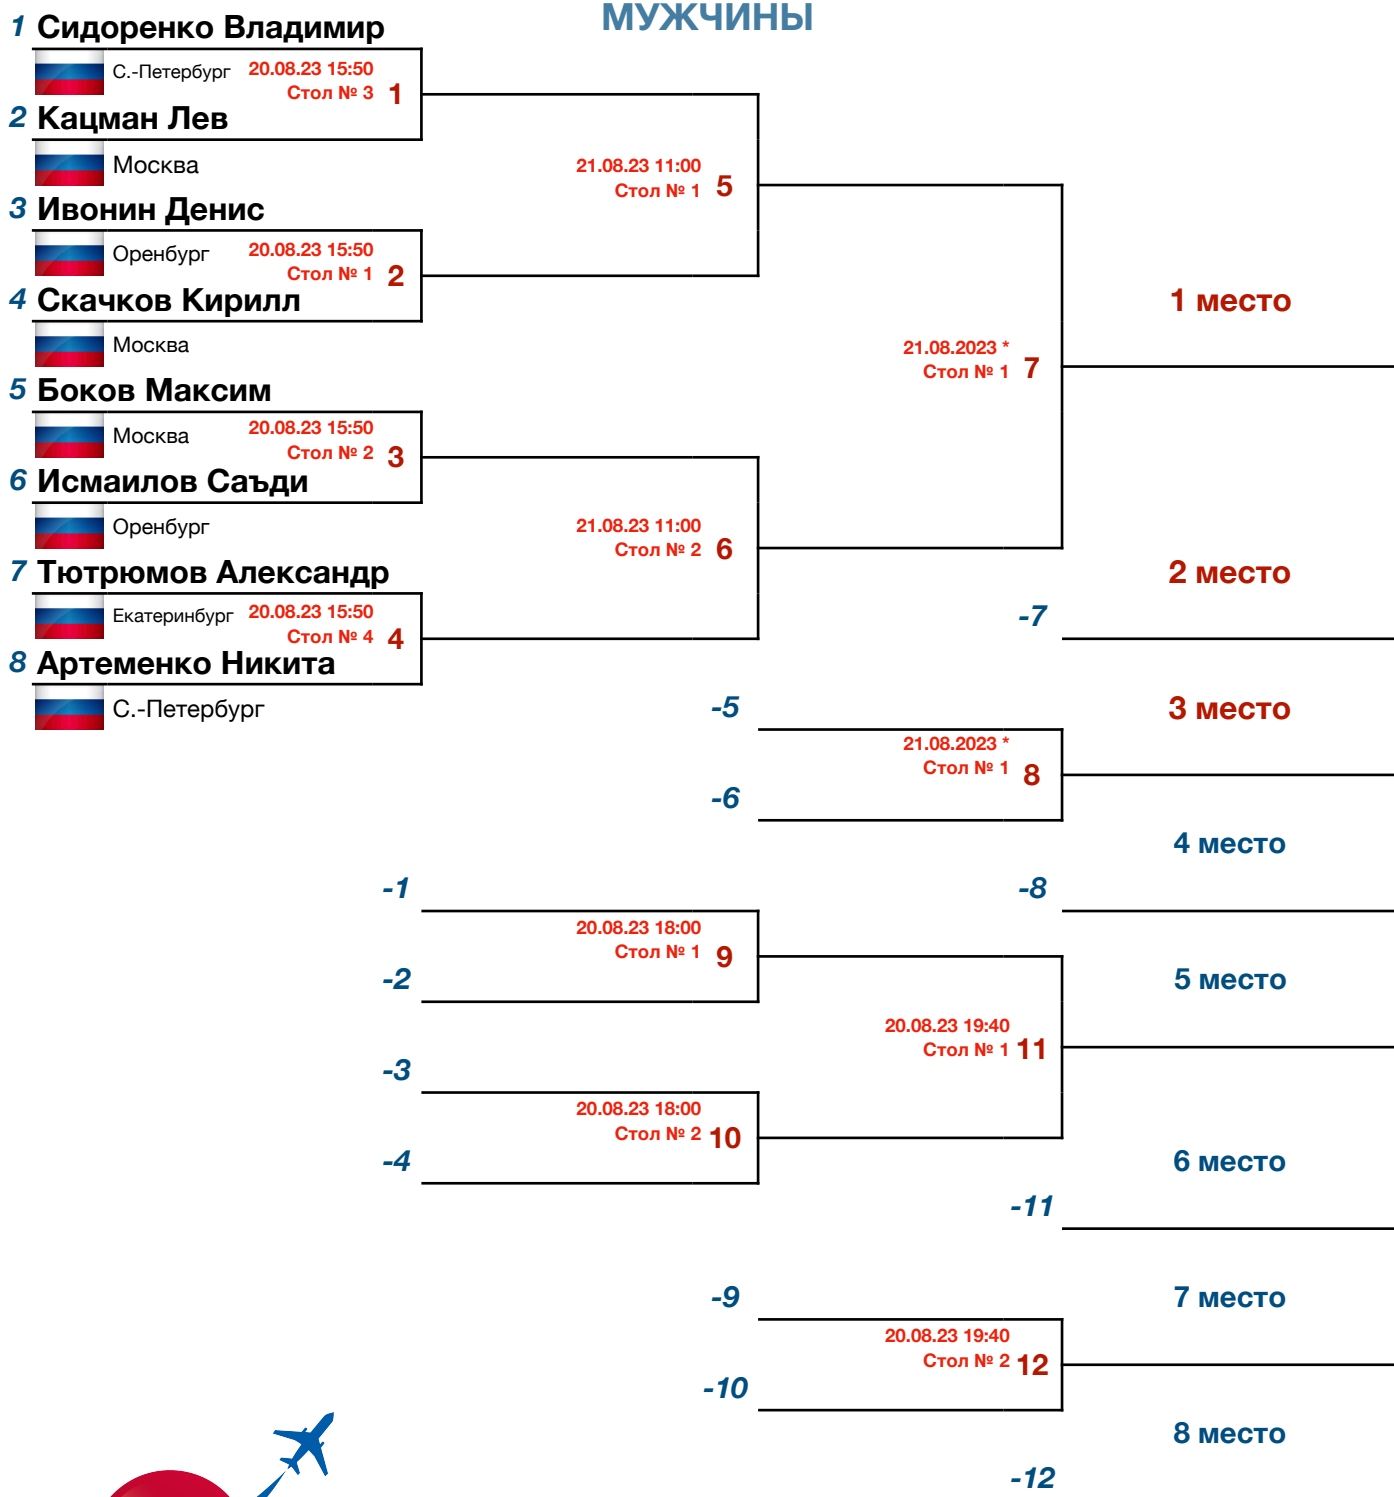 МУЖЧИНЫ
1 Сидоренко Владимир
С.-Петербург 20.08.23 15:50
Стол № 3 1
2 Кацман Лев
Москва
21.08.23 11:00
Стол № 1 5
3 Ивонин Денис
Оренбург 20.08.23 15:50
Стол № 1 2
4 Скачков Кирилл
1 место
Москва
21.08.2023 *
Стол № 1 7
5 Боков Максим
Москва 20.08.23 15:50
Стол № 2 3
6 Исмаилов Саъди
Оренбург
21.08.23 11:00
Стол № 2 6
7 Тютрюмов Александр
2 место
Екатеринбург 20.08.23 15:50
Стол № 4 4
-7
8 Артеменко Никита
С.-Петербург
-5
3 место
21.08.2023 *
Стол № 1 8
-6
4 место
-1
-8
20.08.23 18:00
Стол № 1 9
-2
5 место
20.08.23 19:40
Стол № 1 11
-3
20.08.23 18:00
Стол № 2 10
-4
6 место
-11
-9
7 место
20.08.23 19:40
Стол № 2 12
-10
8 место
-12